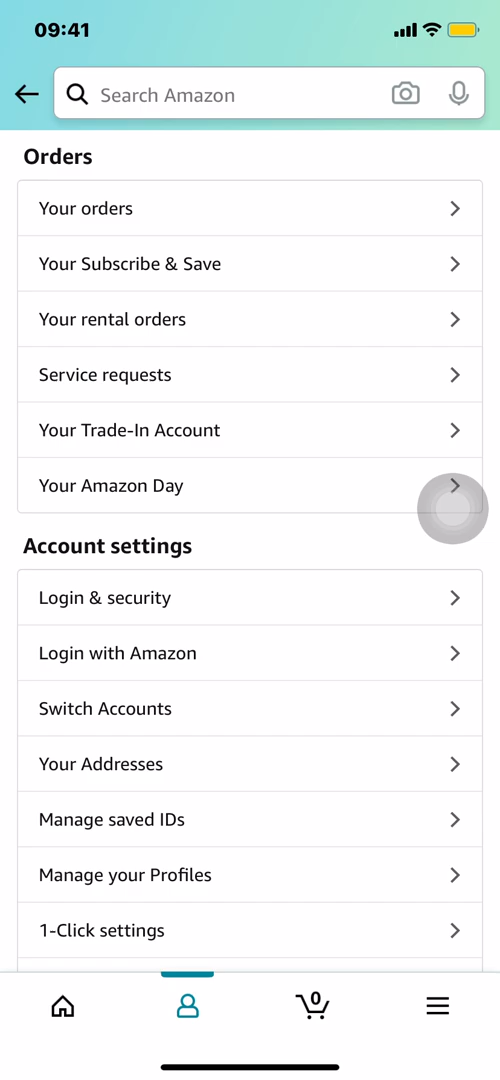 09:41
Search Amazon
Orders
Your orders
Your Subscribe & Save
Your rental orders
Service requests
Your Trade-In Account
Your Amazon Day
Account settings
Login & security
Login with Amazon
Switch Accounts
Your Addresses
Manage saved IDs
Manage your Profiles
1-Click settings
0